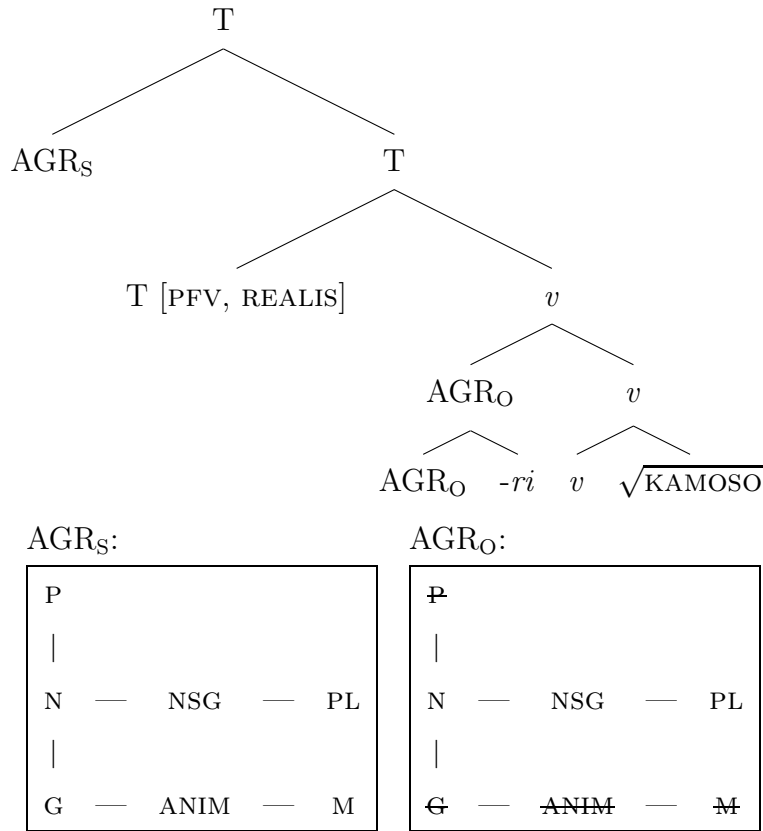 T
AGR_S T
T [PFV, REALIS] v
AGR_O v
AGR_O -ri v √KAMOSO
AGR_S: AGR_O:
P P
| |
N — NSG — PL N — NSG — PL
| |
G — ANIM — M G — ANIM — M